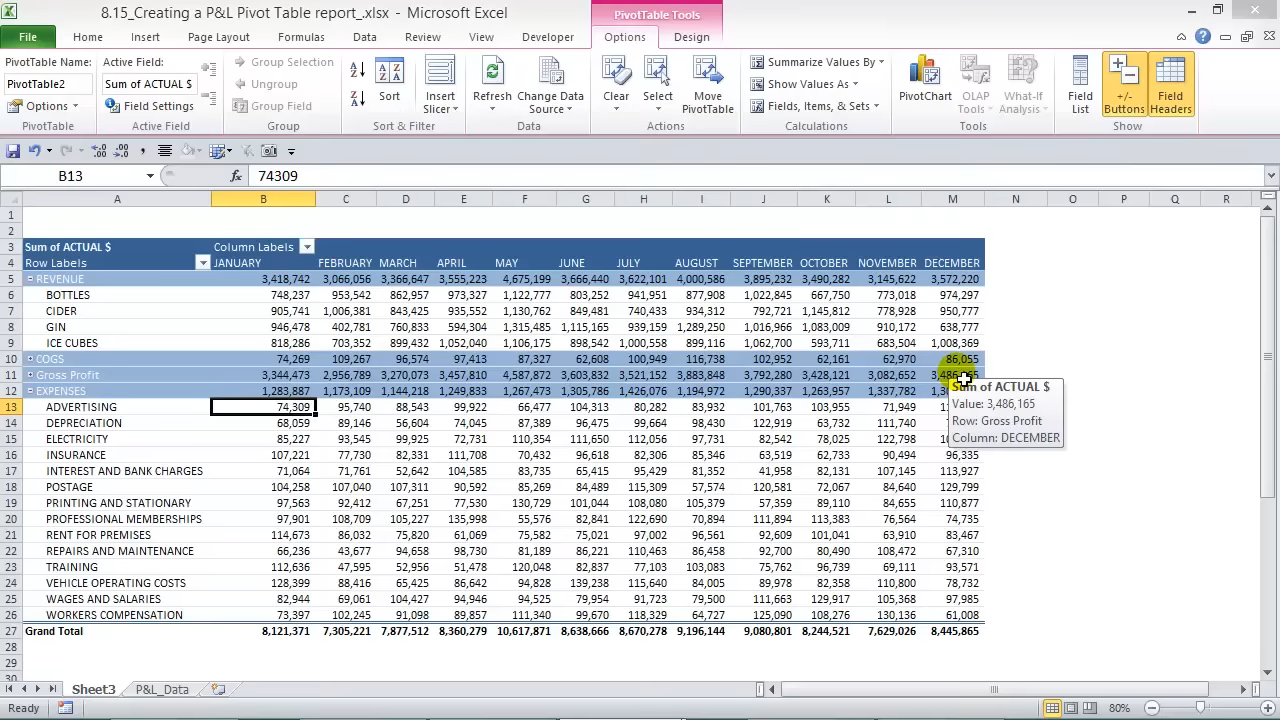 8.15_Creating a P&L Pivot Table report_.xlsx - Microsoft Excel
PivotTable Tools
File Home Insert Page Layout Formulas Data Review View Developer Options Design
PivotTable Name: Active Field: Group Selection Summarize Values By
PivotTable2 Sum of ACTUAL $ Ungroup Sort Insert Slicer Refresh Change Data Source Clear Select Move PivotTable Show Values As PivotChart OLAP Tools What-If Analysis Field List +/- Buttons Field Headers
Options Field Settings Group Field Fields, Items, & Sets
PivotTable Active Field Group Sort & Filter Data Actions Calculations Tools Show
B13 fx 74309
A B C D E F G H I J K L M N O P Q R
1
2
3 Sum of ACTUAL $ Column Labels
4 Row Labels JANUARY FEBRUARY MARCH APRIL MAY JUNE JULY AUGUST SEPTEMBER OCTOBER NOVEMBER DECEMBER
5 REVENUE 3,418,742 3,066,056 3,366,647 3,555,223 4,675,199 3,666,440 3,622,101 4,000,586 3,895,232 3,490,282 3,145,622 3,572,220
6 BOTTLES 748,237 953,542 862,957 973,327 1,122,777 803,252 941,951 877,908 1,022,845 667,750 773,018 974,297
7 CIDER 905,741 1,006,381 843,425 935,552 1,130,762 849,481 740,433 934,312 792,721 1,145,812 778,928 950,777
8 GIN 946,478 402,781 760,833 594,304 1,315,485 1,115,165 939,159 1,289,250 1,016,966 1,083,009 910,172 638,777
9 ICE CUBES 818,286 703,352 899,432 1,052,040 1,106,175 898,542 1,000,558 899,116 1,062,700 593,711 683,504 1,008,369
10 COGS 74,269 109,267 96,574 97,413 87,327 62,608 100,949 116,738 102,952 62,161 62,970 86,055
11 Gross Profit 3,344,473 2,956,789 3,270,073 3,457,810 4,587,872 3,603,832 3,521,152 3,883,848 3,792,280 3,428,121 3,082,652
12 EXPENSES 1,283,887 1,173,109 1,144,218 1,249,833 1,267,473 1,305,786 1,426,076 1,194,972 1,290,337 1,263,957 1,337,782
Sum of ACTUAL $
13 ADVERTISING 74,309 95,740 88,543 99,922 66,477 104,313 80,282 83,932 101,763 103,955 71,949
Value: 3,486,165
14 DEPRECIATION 68,059 89,146 56,604 74,045 87,389 96,475 99,664 98,430 122,919 63,732 111,740
Row: Gross Profit
15 ELECTRICITY 85,227 93,545 99,925 72,731 110,354 111,650 112,056 97,731 82,542 78,025 122,798
Column: DECEMBER
16 INSURANCE 107,221 77,730 82,331 111,708 70,432 96,618 82,306 85,346 63,519 62,733 90,494 96,335
17 INTEREST AND BANK CHARGES 71,064 71,761 52,642 104,585 83,735 65,415 95,429 81,352 41,958 82,131 107,145 113,927
18 POSTAGE 104,258 107,040 107,311 90,592 85,269 84,489 115,309 57,574 120,581 72,067 84,640 129,799
19 PRINTING AND STATIONARY 97,563 92,412 67,251 77,530 130,729 101,044 108,080 105,379 57,359 89,110 84,655 110,877
20 PROFESSIONAL MEMBERSHIPS 97,901 108,709 105,227 135,998 55,576 82,841 122,690 70,894 111,894 113,383 76,564 74,735
21 RENT FOR PREMISES 114,673 86,032 75,820 61,069 75,582 75,021 97,002 96,561 92,609 101,041 63,910 83,467
22 REPAIRS AND MAINTENANCE 66,236 43,677 94,658 98,730 81,189 86,221 110,463 86,458 92,700 80,490 108,472 67,310
23 TRAINING 112,636 47,595 52,956 51,478 120,048 82,837 77,103 103,083 75,762 96,739 69,111 93,571
24 VEHICLE OPERATING COSTS 128,399 88,416 65,425 86,642 94,828 139,238 115,640 84,005 89,978 82,358 110,800 78,732
25 WAGES AND SALARIES 82,944 69,061 104,427 94,946 94,525 79,954 91,723 79,500 111,663 129,917 105,368 97,985
26 WORKERS COMPENSATION 73,397 102,245 91,098 89,857 111,340 99,670 118,329 64,727 125,090 108,276 130,136 61,008
27 Grand Total 8,121,371 7,305,221 7,877,512 8,360,279 10,617,871 8,638,666 8,670,278 9,196,144 9,080,801 8,244,521 7,629,026 8,445,865
28
29
30
Sheet3 P&L_Data
Ready 80%